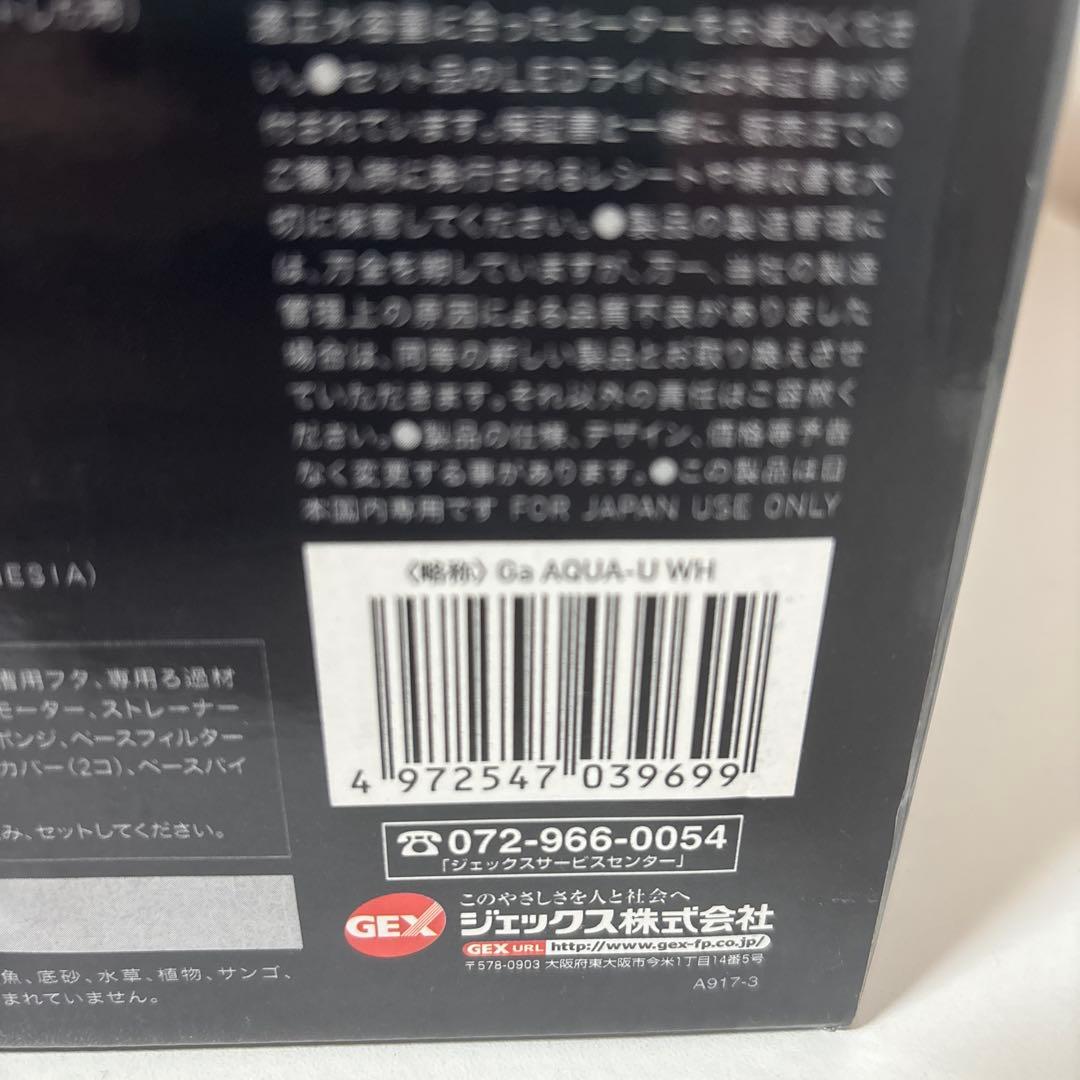 適正水容量に合ったヒーターをお選びくださ
い。●セット品のLEDライトには保証書が添
付されています。保証書と一緒に、販売店での
ご購入時に発行されるレシートや領収書を大
切に保管してください。●製品の製造管理に
は、万全を期していますが、万一、当社の製造
管理上の原因による品質不良がありました
場合は、同等の新しい製品とお取り換えさせ
ていただきます。それ以外の責任はご容赦く
ださい。●製品の仕様、デザイン、価格等予告
なく変更する事があります。●この製品は日
本国内専用です FOR JAPAN USE ONLY
ESIA)
用フタ、専用ろ過材
モーター、ストレーナー
ポンジ、ベースフィルター
カバー(2コ)、ベースパイ
み、セットしてください。
魚、底砂、水草、植物、サンゴ、
まれていません。
〈略称〉Ga AQUA-U WH
4 972547 039699
☎072-966-0054
「ジェックスサービスセンター」
このやさしさを人と社会へ
GEX ジェックス株式会社
GEX URL http://www.gex-fp.co.jp/
〒578-0903 大阪府東大阪市今米1丁目14番5号
A917-3